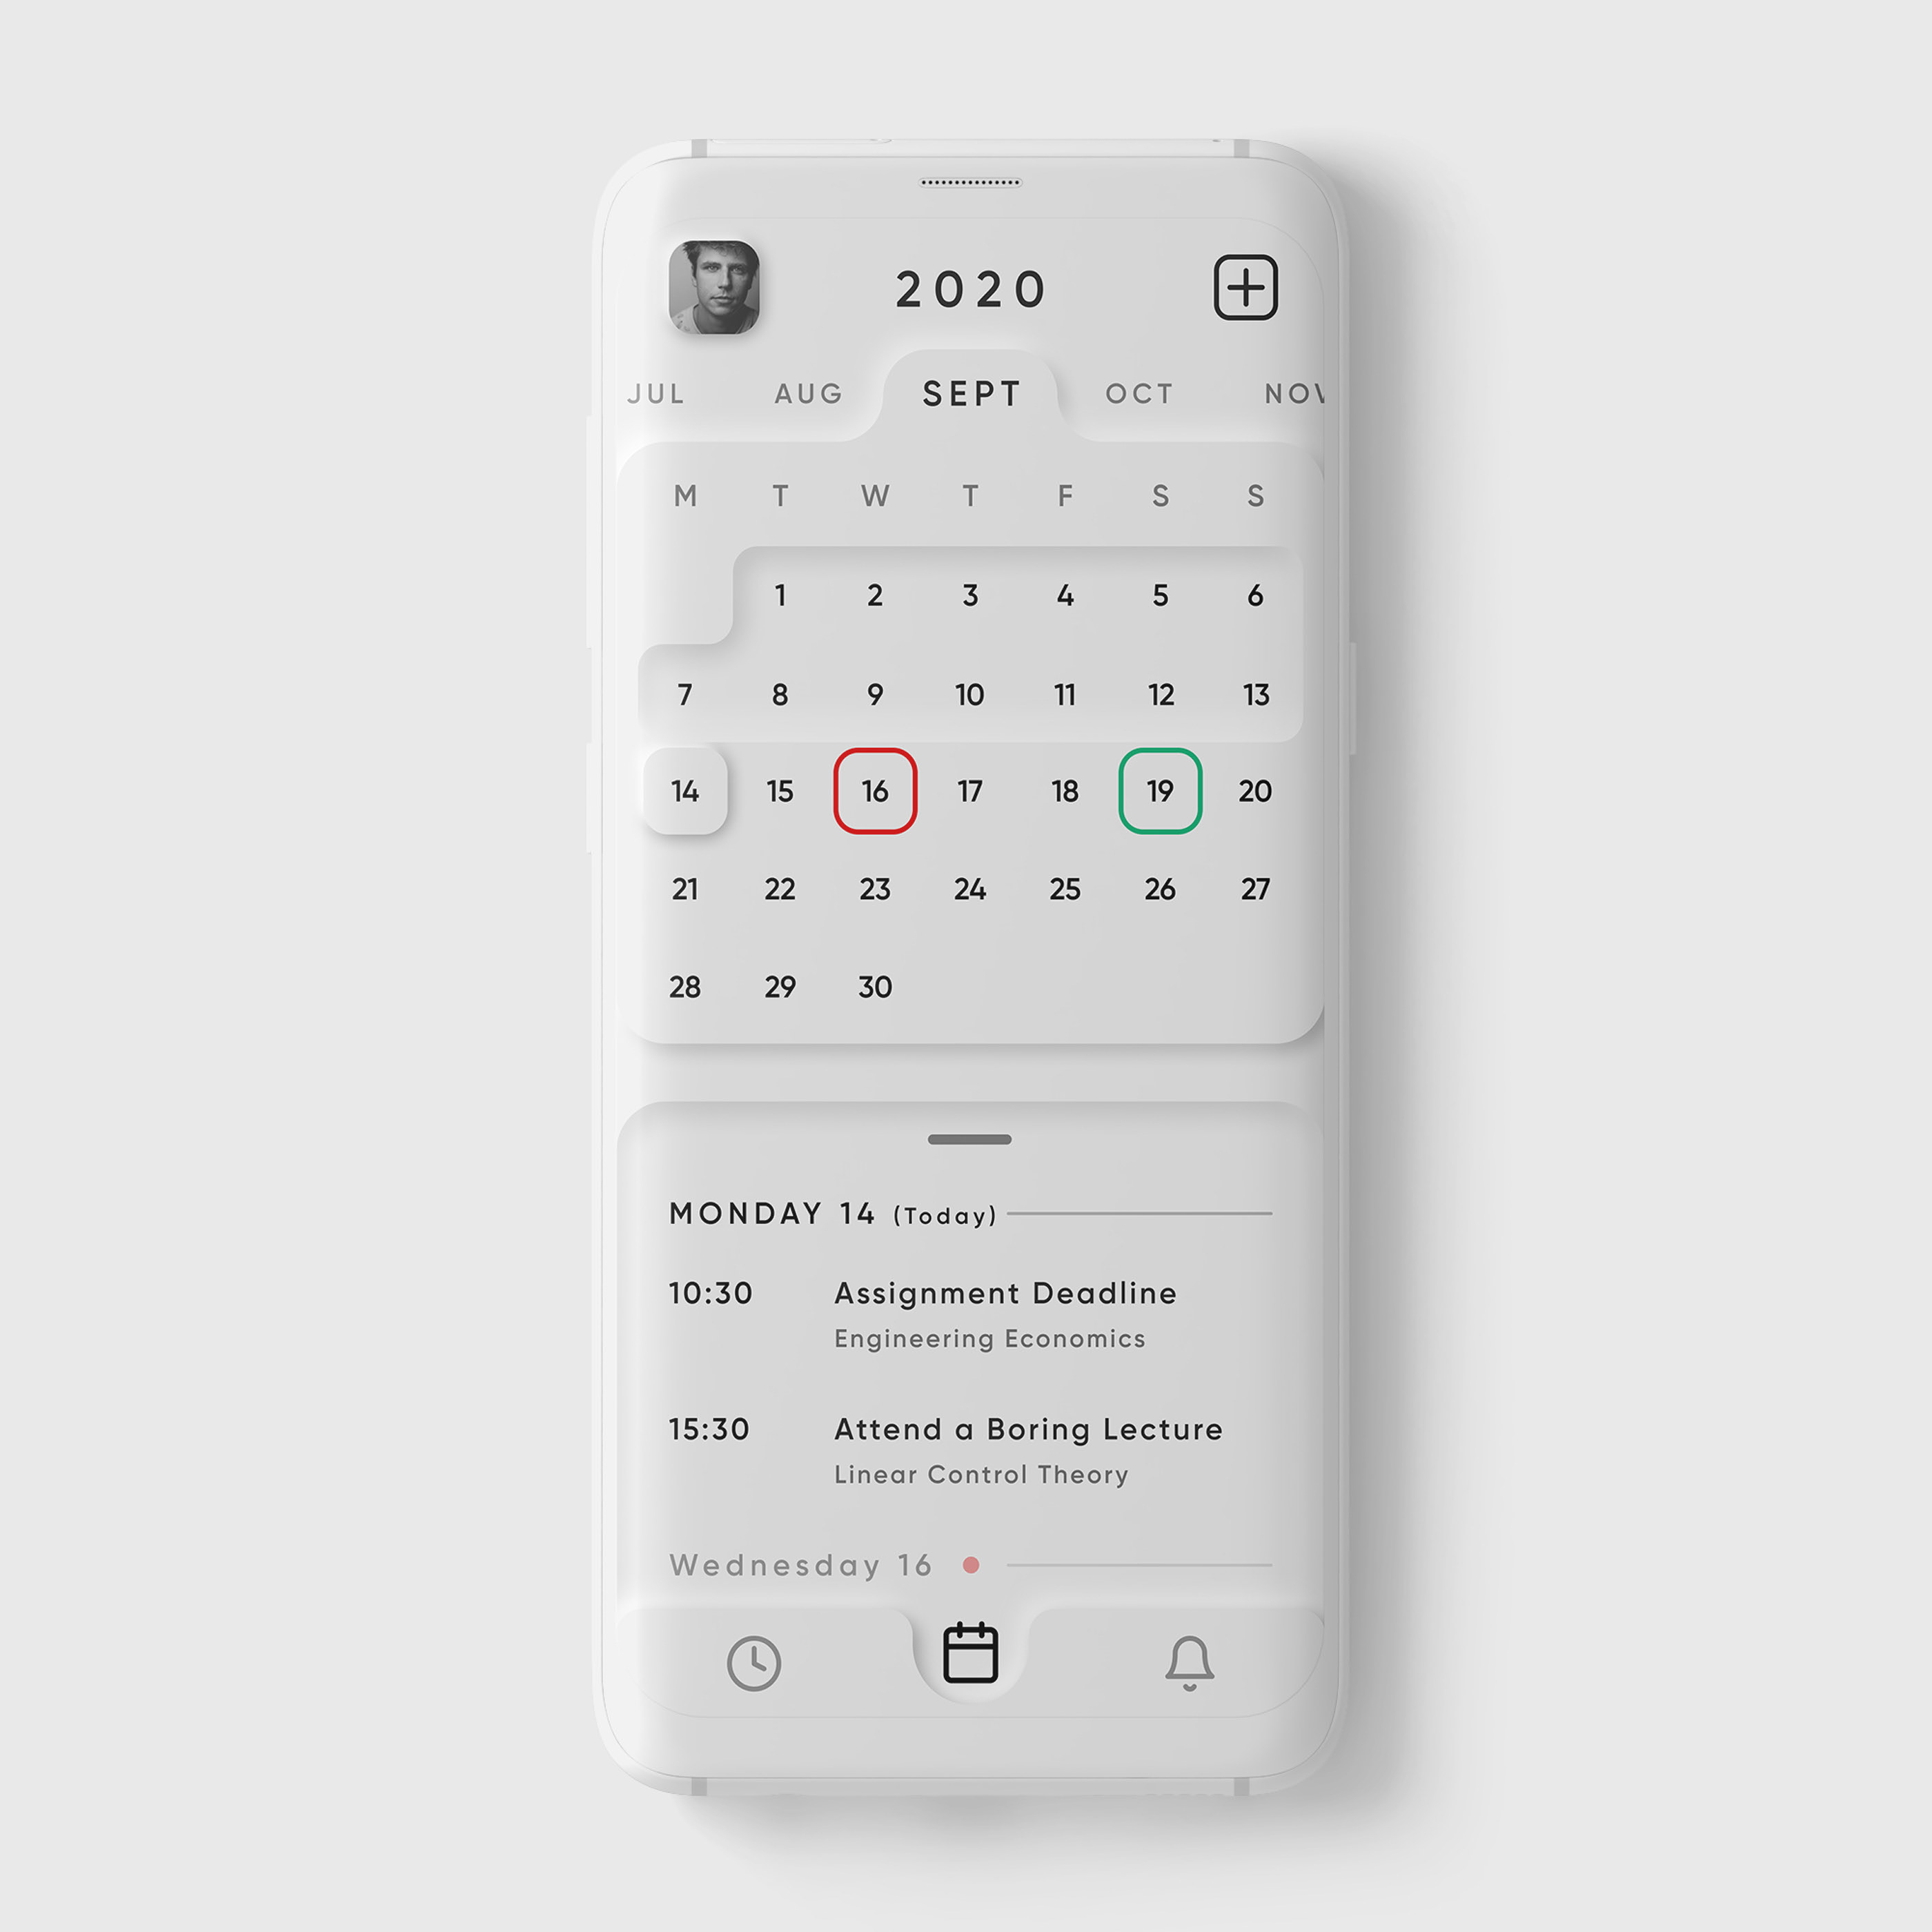 2020
JUL AUG SEPT OCT NOV
M T W T F S S
1 2 3 4 5 6
7 8 9 10 11 12 13
14 15 16 17 18 19 20
21 22 23 24 25 26 27
28 29 30
MONDAY 14 (Today)
10:30 Assignment Deadline
Engineering Economics
15:30 Attend a Boring Lecture
Linear Control Theory
Wednesday 16